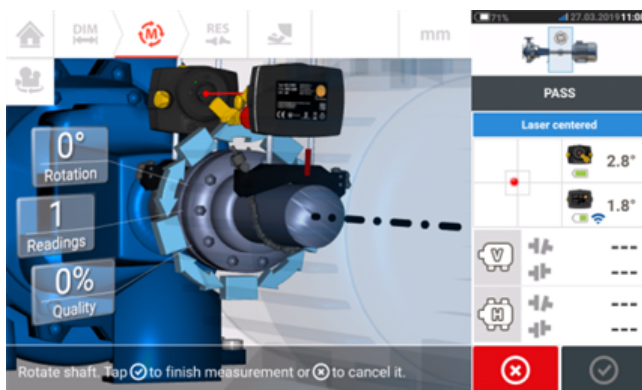 DIM
M
RES
mm
71%
27.03.2019 11:08
PASS
Laser centered
0°
Rotation
1
Readings
0%
Quality
2.8°
1.8°
V
---
---
H
---
---
Rotate shaft. Tap to finish measurement or to cancel it.